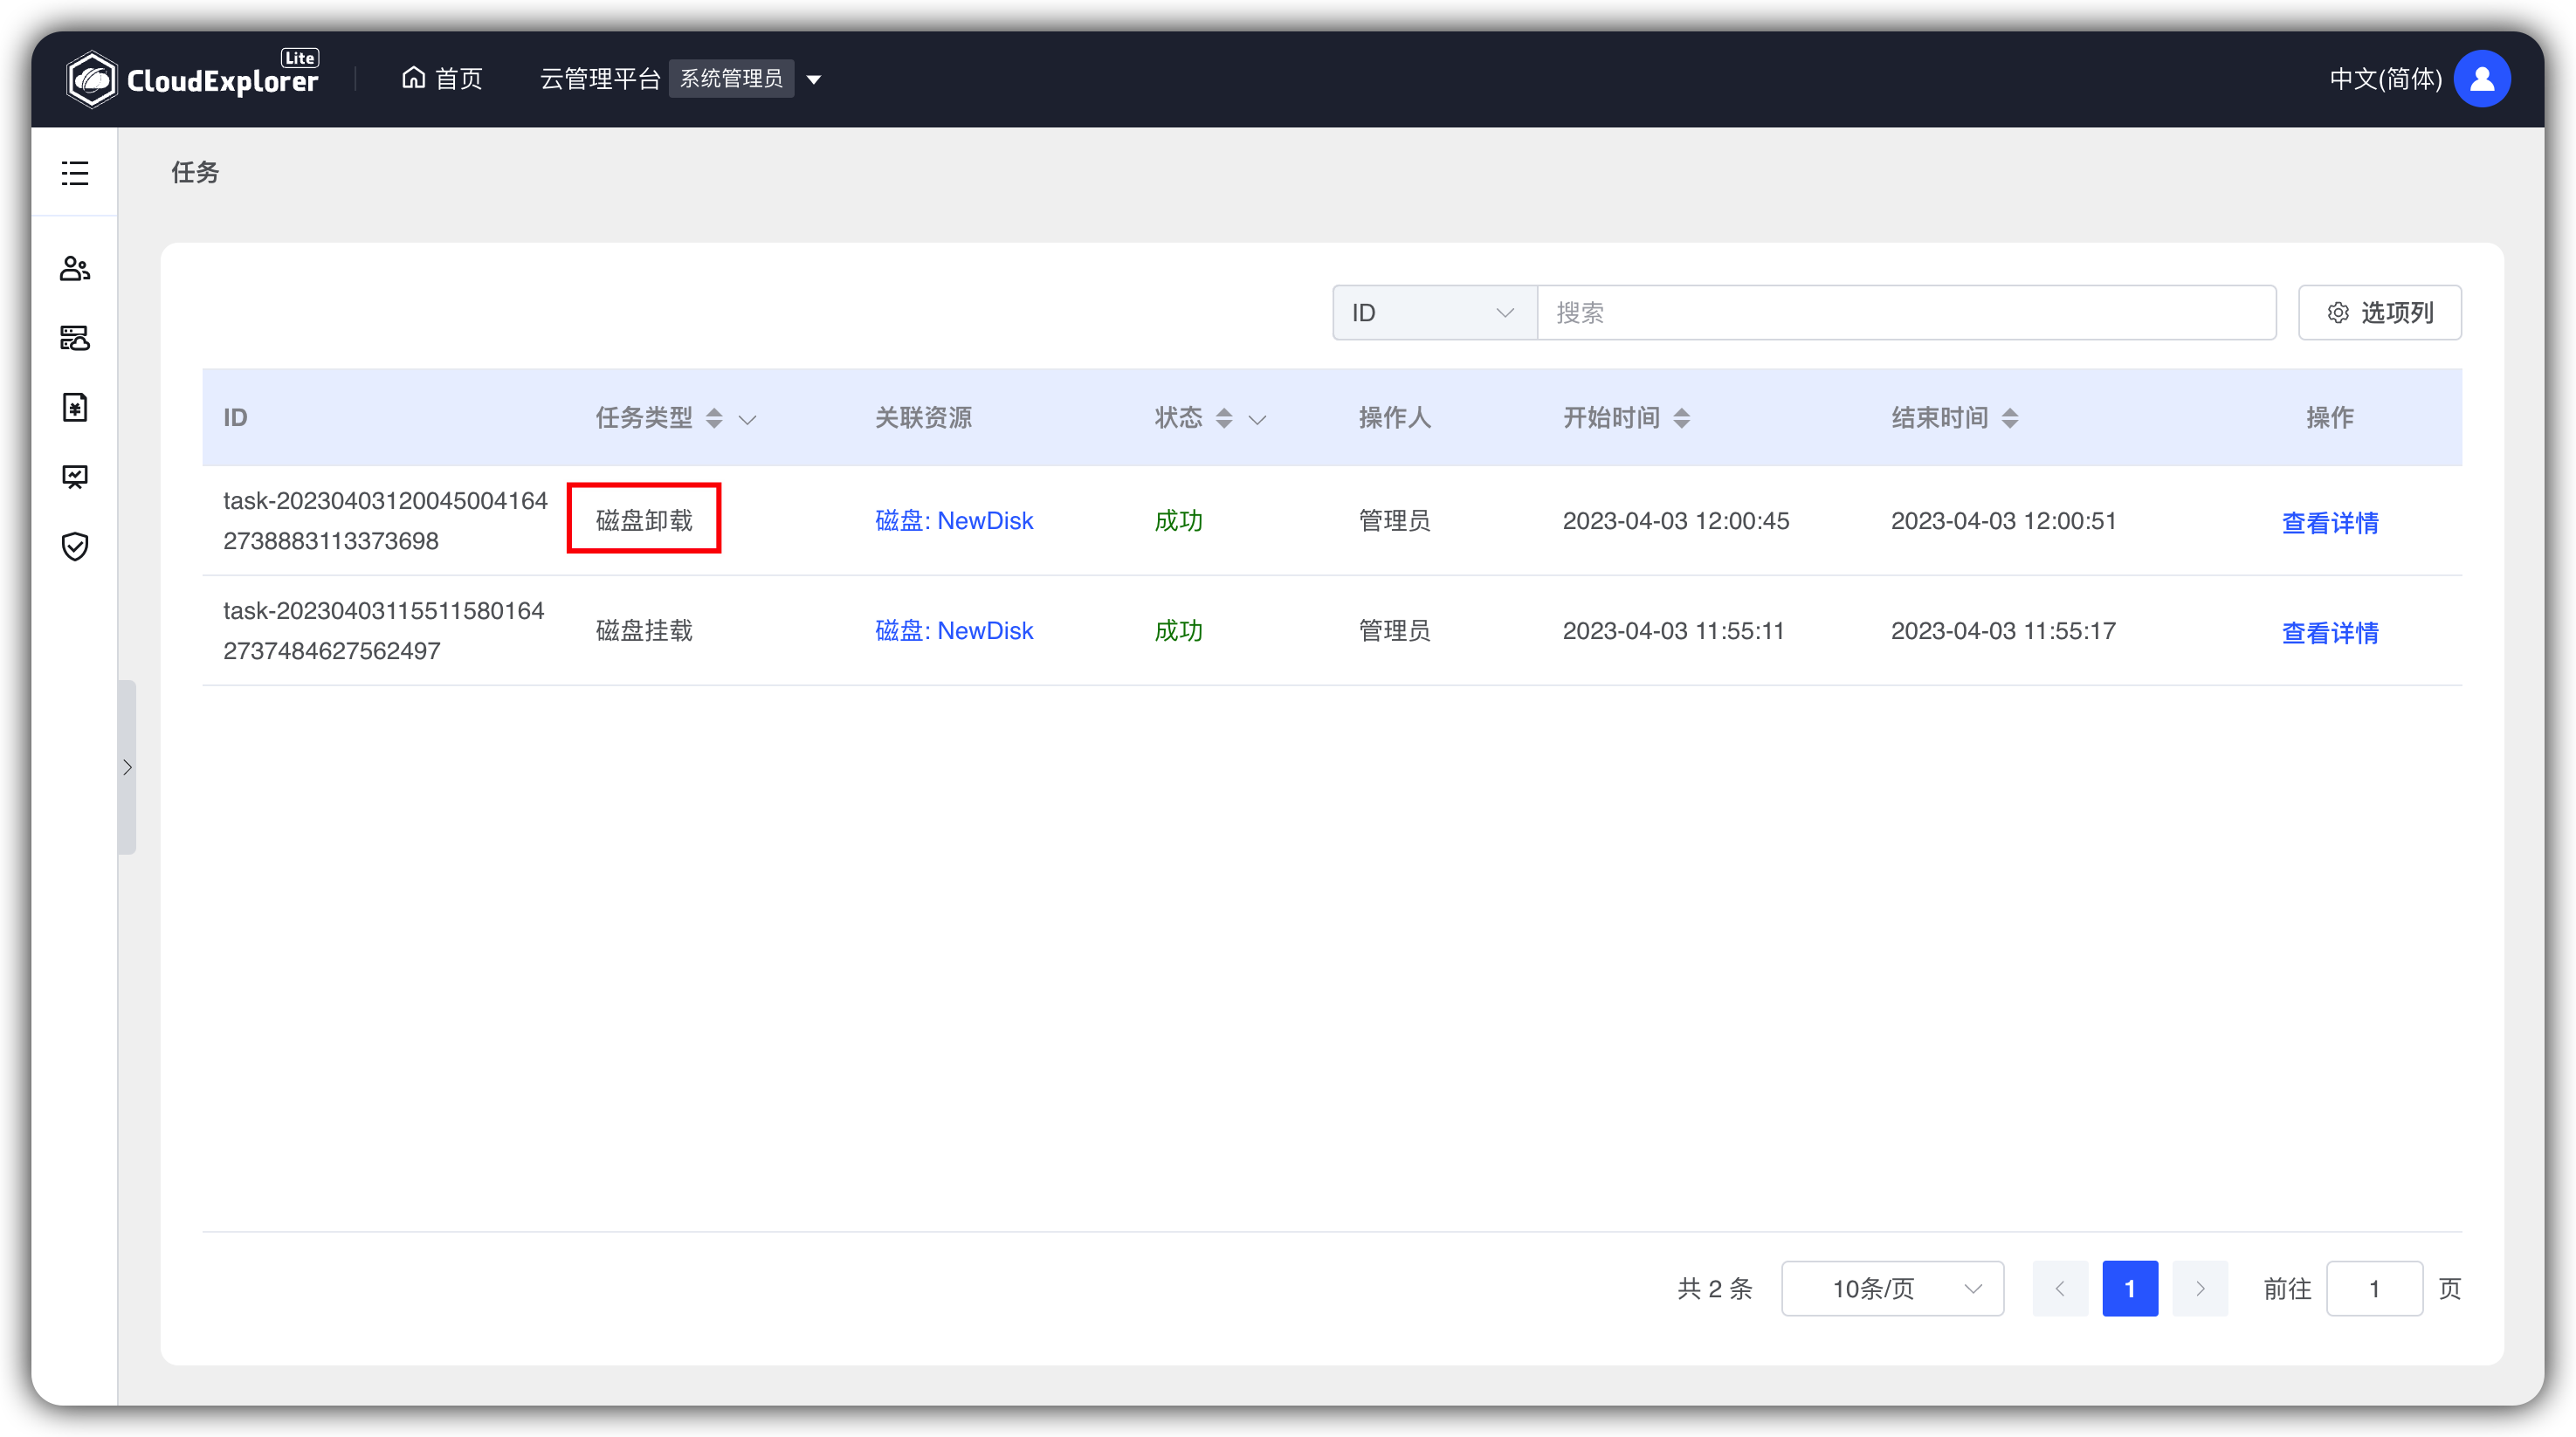 CloudExplorer Lite
首页
云管理平台 系统管理员
中文(简体)
任务
ID 搜索 选项列
ID 任务类型 关联资源 状态 操作人 开始时间 结束时间 操作
task-20230403120045004164
2738883113373698
磁盘卸载 磁盘: NewDisk 成功 管理员 2023-04-03 12:00:45 2023-04-03 12:00:51 查看详情
task-20230403115511580164
2737484627562497
磁盘挂载 磁盘: NewDisk 成功 管理员 2023-04-03 11:55:11 2023-04-03 11:55:17 查看详情
共 2 条 10条/页 1 前往 1 页